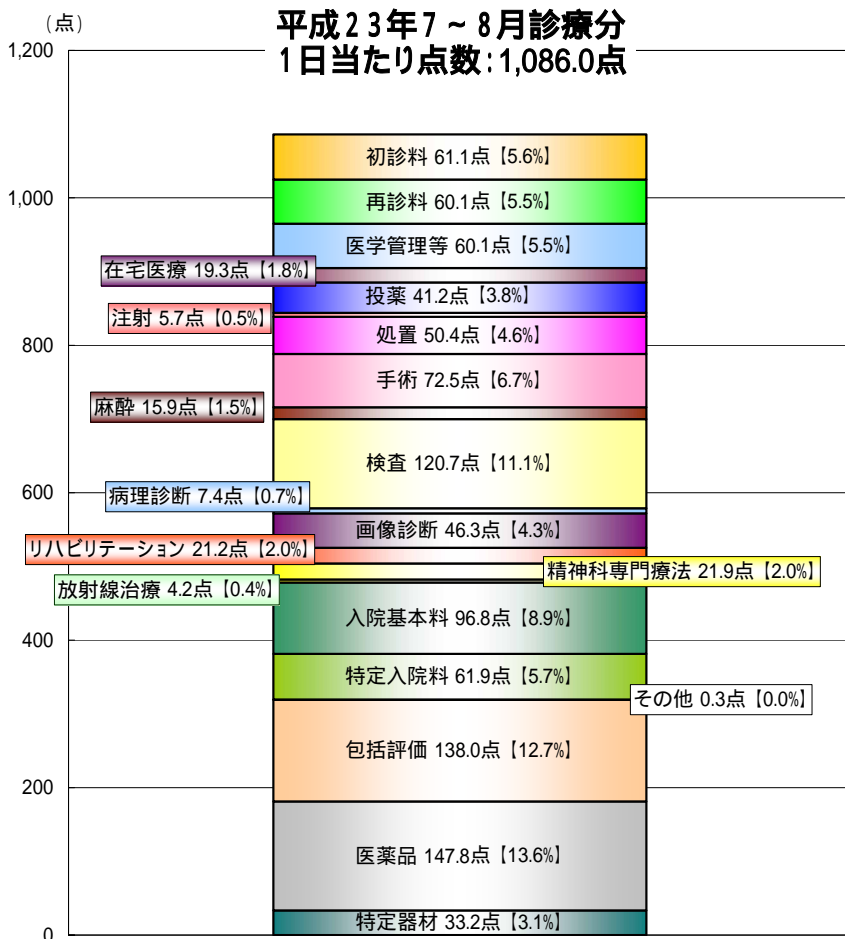 平成23年7～8月診療分
1日当たり点数:1,086.0点
(点)
1,200
1,000
800
600
400
200
0
初診料 61.1点【5.6%】
再診料 60.1点【5.5%】
医学管理等 60.1点【5.5%】
在宅医療 19.3点【1.8%】
投薬 41.2点【3.8%】
注射 5.7点【0.5%】
処置 50.4点【4.6%】
手術 72.5点【6.7%】
麻酔 15.9点【1.5%】
検査 120.7点【11.1%】
病理診断 7.4点【0.7%】
画像診断 46.3点【4.3%】
リハビリテーション 21.2点【2.0%】
精神科専門療法 21.9点【2.0%】
放射線治療 4.2点【0.4%】
入院基本料 96.8点【8.9%】
特定入院料 61.9点【5.7%】
その他 0.3点【0.0%】
包括評価 138.0点【12.7%】
医薬品 147.8点【13.6%】
特定器材 33.2点【3.1%】